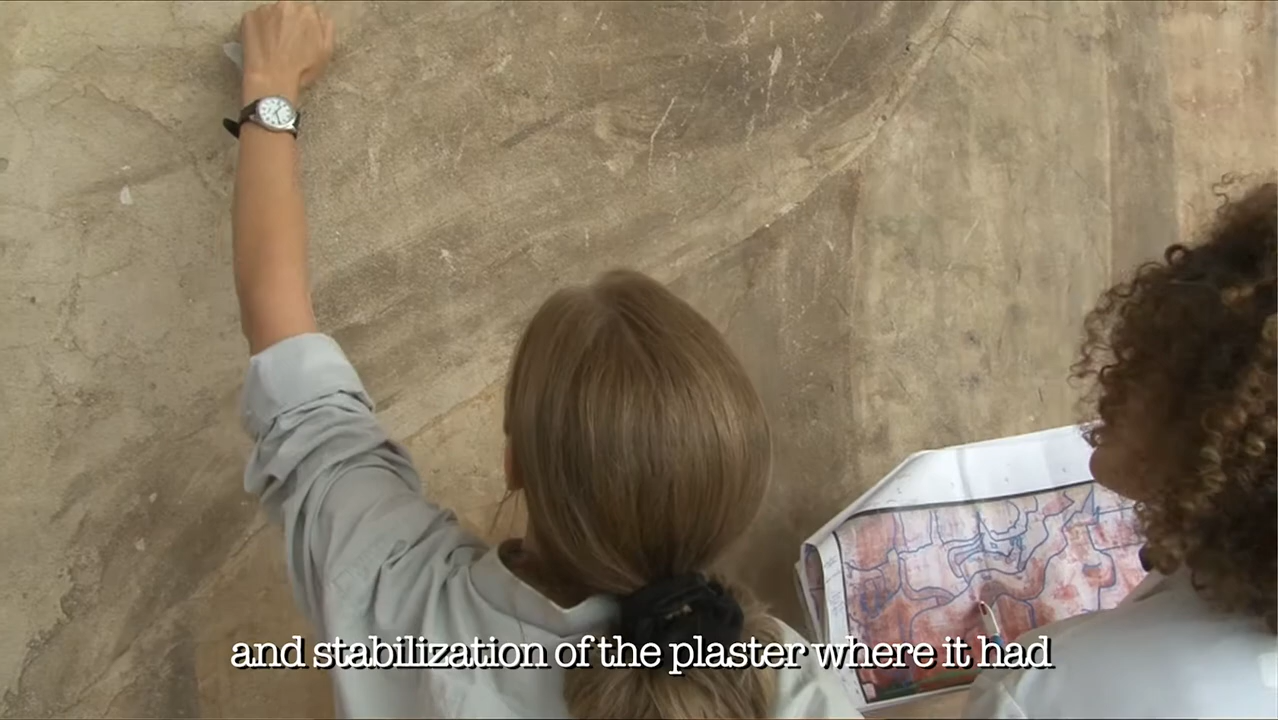 and stabilization of the plaster where it had